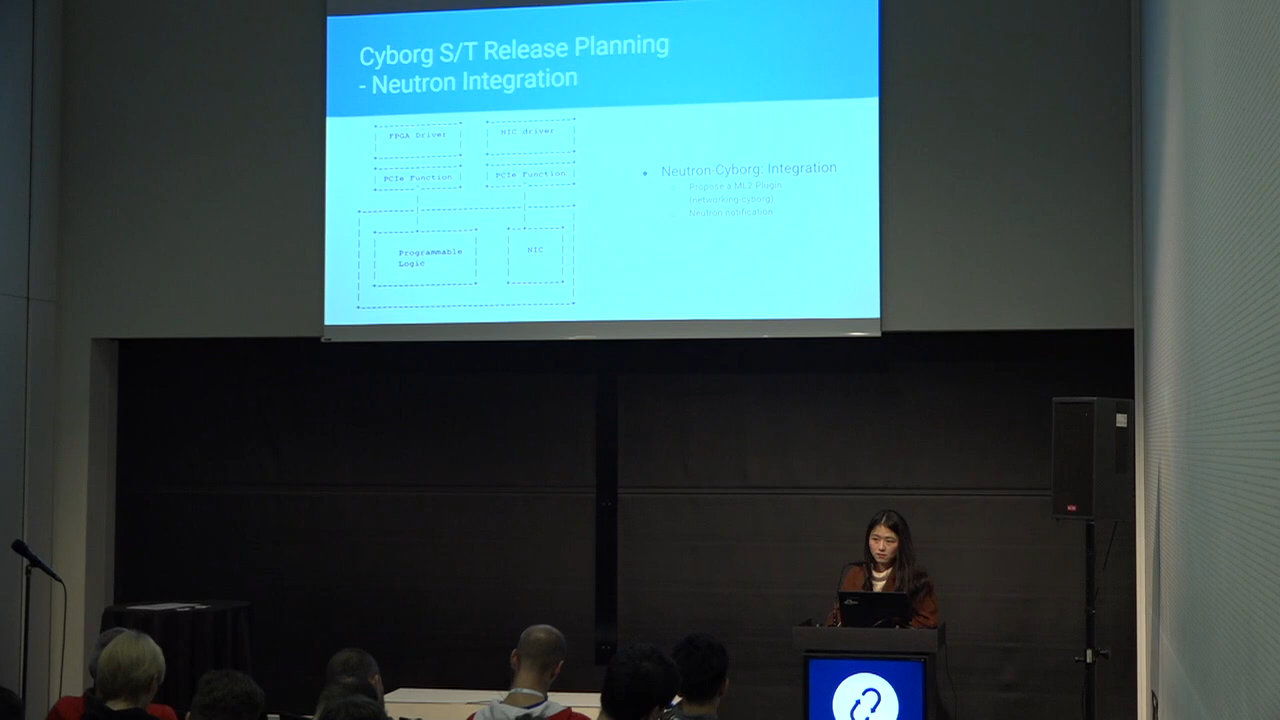 Cyborg S/T Release Planning
- Neutron Integration
FPGA Driver
NIC driver
PCIe Function
PCIe Function
Programmable
Logic
NIC
• Neutron-Cyborg: Integration
Propose a ML2 Plugin
(networking-cyborg)
Neutron notification